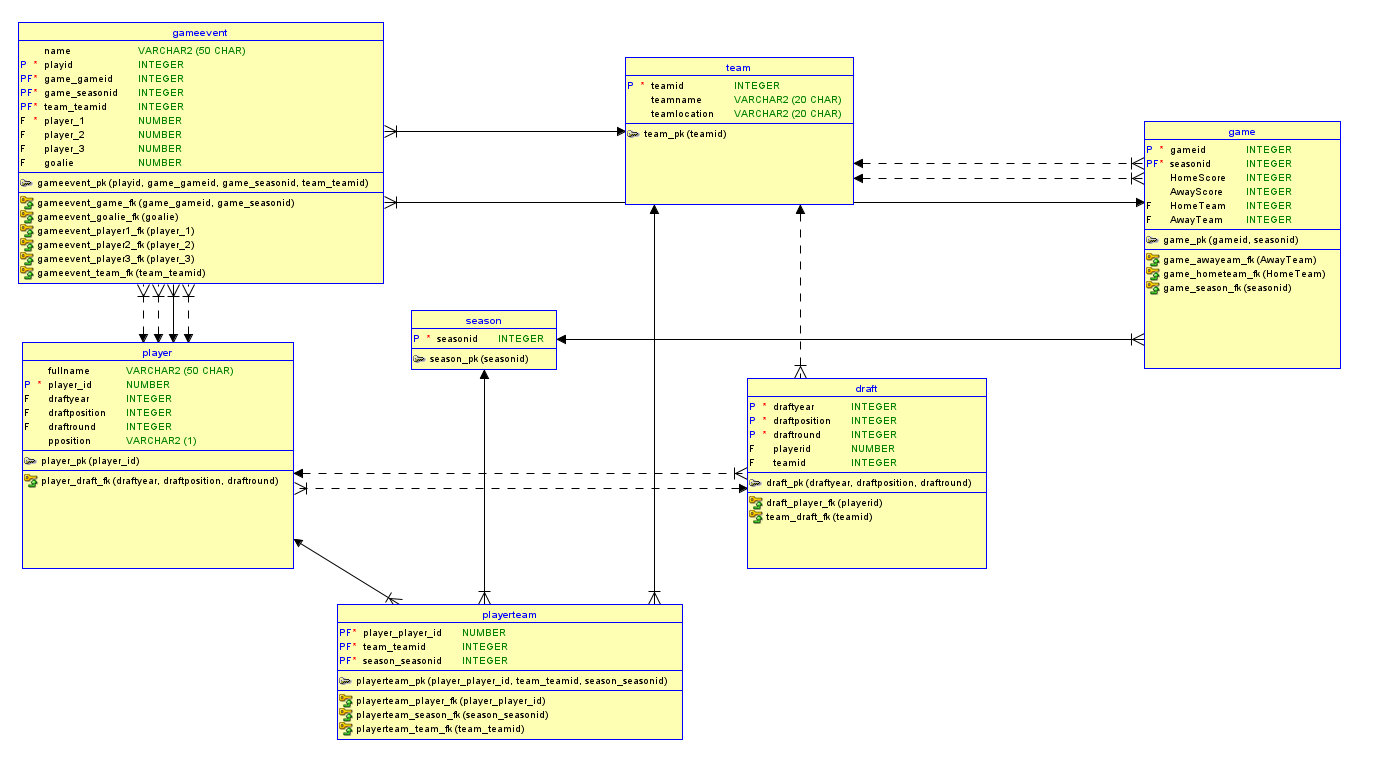 gameevent
name VARCHAR2 (50 CHAR)
P * playid INTEGER
PF* game_gameid INTEGER
PF* game_seasonid INTEGER
PF* team_teamid INTEGER
F * player_1 NUMBER
F player_2 NUMBER
F player_3 NUMBER
F goalie NUMBER
gameevent_pk (playid, game_gameid, game_seasonid, team_teamid)
gameevent_game_fk (game_gameid, game_seasonid)
gameevent_goalie_fk (goalie)
gameevent_player1_fk (player_1)
gameevent_player2_fk (player_2)
gameevent_player3_fk (player_3)
gameevent_team_fk (team_teamid)
team
P * teamid INTEGER
teamname VARCHAR2 (20 CHAR)
teamlocation VARCHAR2 (20 CHAR)
team_pk (teamid)
game
P * gameid INTEGER
PF* seasonid INTEGER
HomeScore INTEGER
AwayScore INTEGER
F HomeTeam INTEGER
F AwayTeam INTEGER
game_pk (gameid, seasonid)
game_awayeam_fk (AwayTeam)
game_hometeam_fk (HomeTeam)
game_season_fk (seasonid)
season
P * seasonid INTEGER
season_pk (seasonid)
player
fullname VARCHAR2 (50 CHAR)
P * player_id NUMBER
F draftyear INTEGER
F draftposition INTEGER
F draftround INTEGER
pposition VARCHAR2 (1)
player_pk (player_id)
player_draft_fk (draftyear, draftposition, draftround)
draft
P * draftyear INTEGER
P * draftposition INTEGER
P * draftround INTEGER
F playerid NUMBER
F teamid INTEGER
draft_pk (draftyear, draftposition, draftround)
draft_player_fk (playerid)
team_draft_fk (teamid)
playerteam
PF* player_player_id NUMBER
PF* team_teamid INTEGER
PF* season_seasonid INTEGER
playerteam_pk (player_player_id, team_teamid, season_seasonid)
playerteam_player_fk (player_player_id)
playerteam_season_fk (season_seasonid)
playerteam_team_fk (team_teamid)